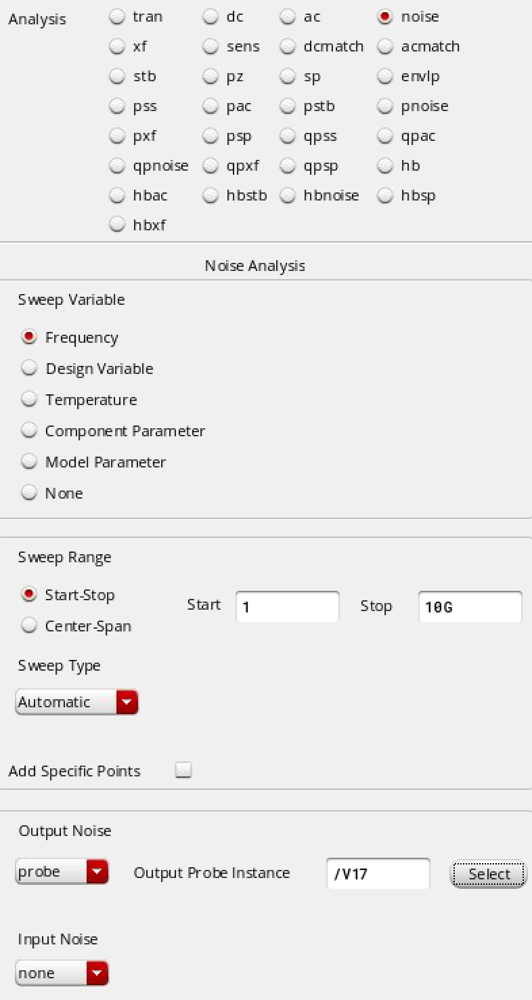 Analysis tran dc ac noise
xf sens dcmatch acmatch
stb pz sp envlp
pss pac pstb pnoise
pxf psp qpss qpac
qpnoise qpxf qpsp hb
hbac hbstb hbnoise hbsp
hbxf
Noise Analysis
Sweep Variable
Frequency
Design Variable
Temperature
Component Parameter
Model Parameter
None
Sweep Range
Start-Stop Start 1 Stop 10G
Center-Span
Sweep Type
Automatic
Add Specific Points
Output Noise
probe Output Probe Instance /V17 Select
Input Noise
none